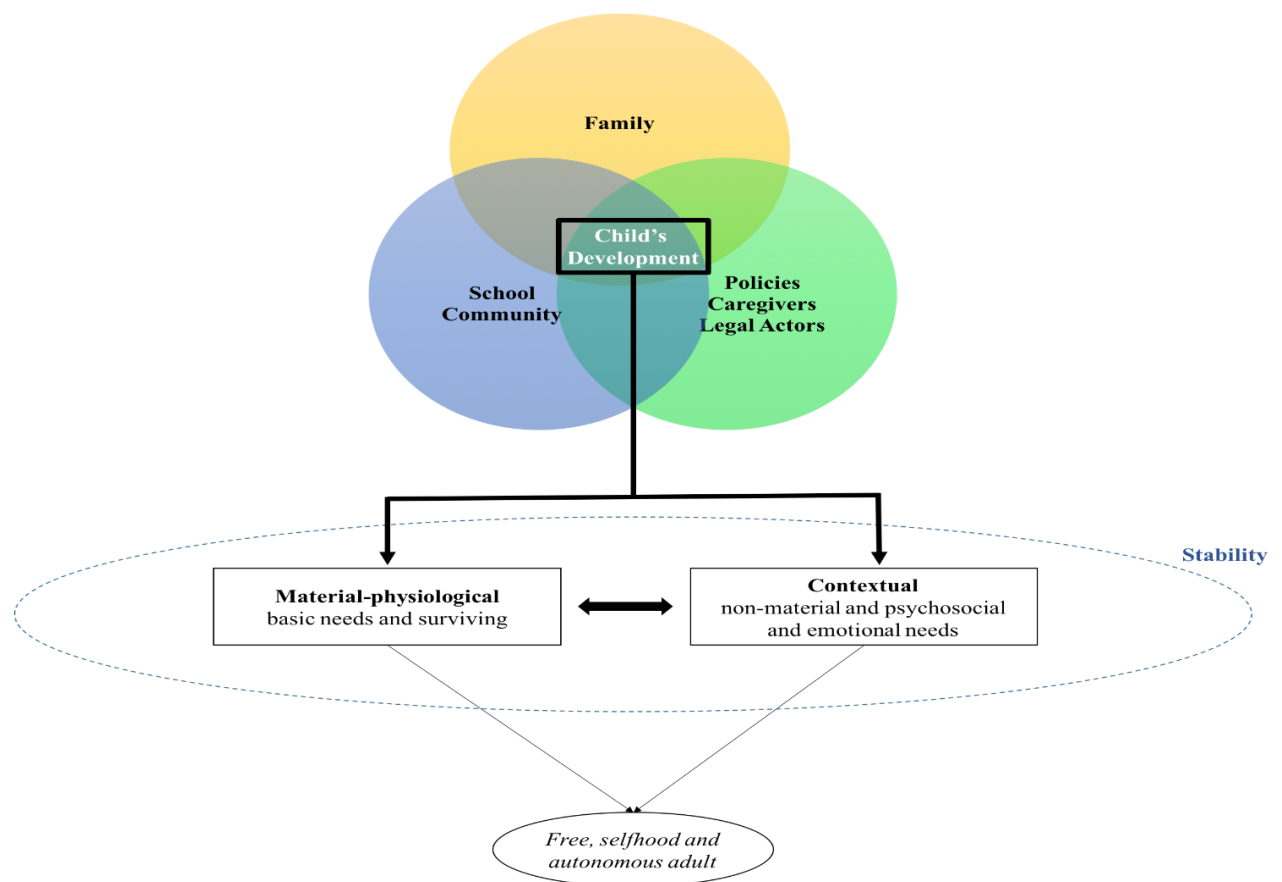 Family
Child's
Development
School
Community
Policies
Caregivers
Legal Actors
Stability
Material-physiological
basic needs and surviving
Contextual
non-material and psychosocial
and emotional needs
Free, selfhood and
autonomous adult